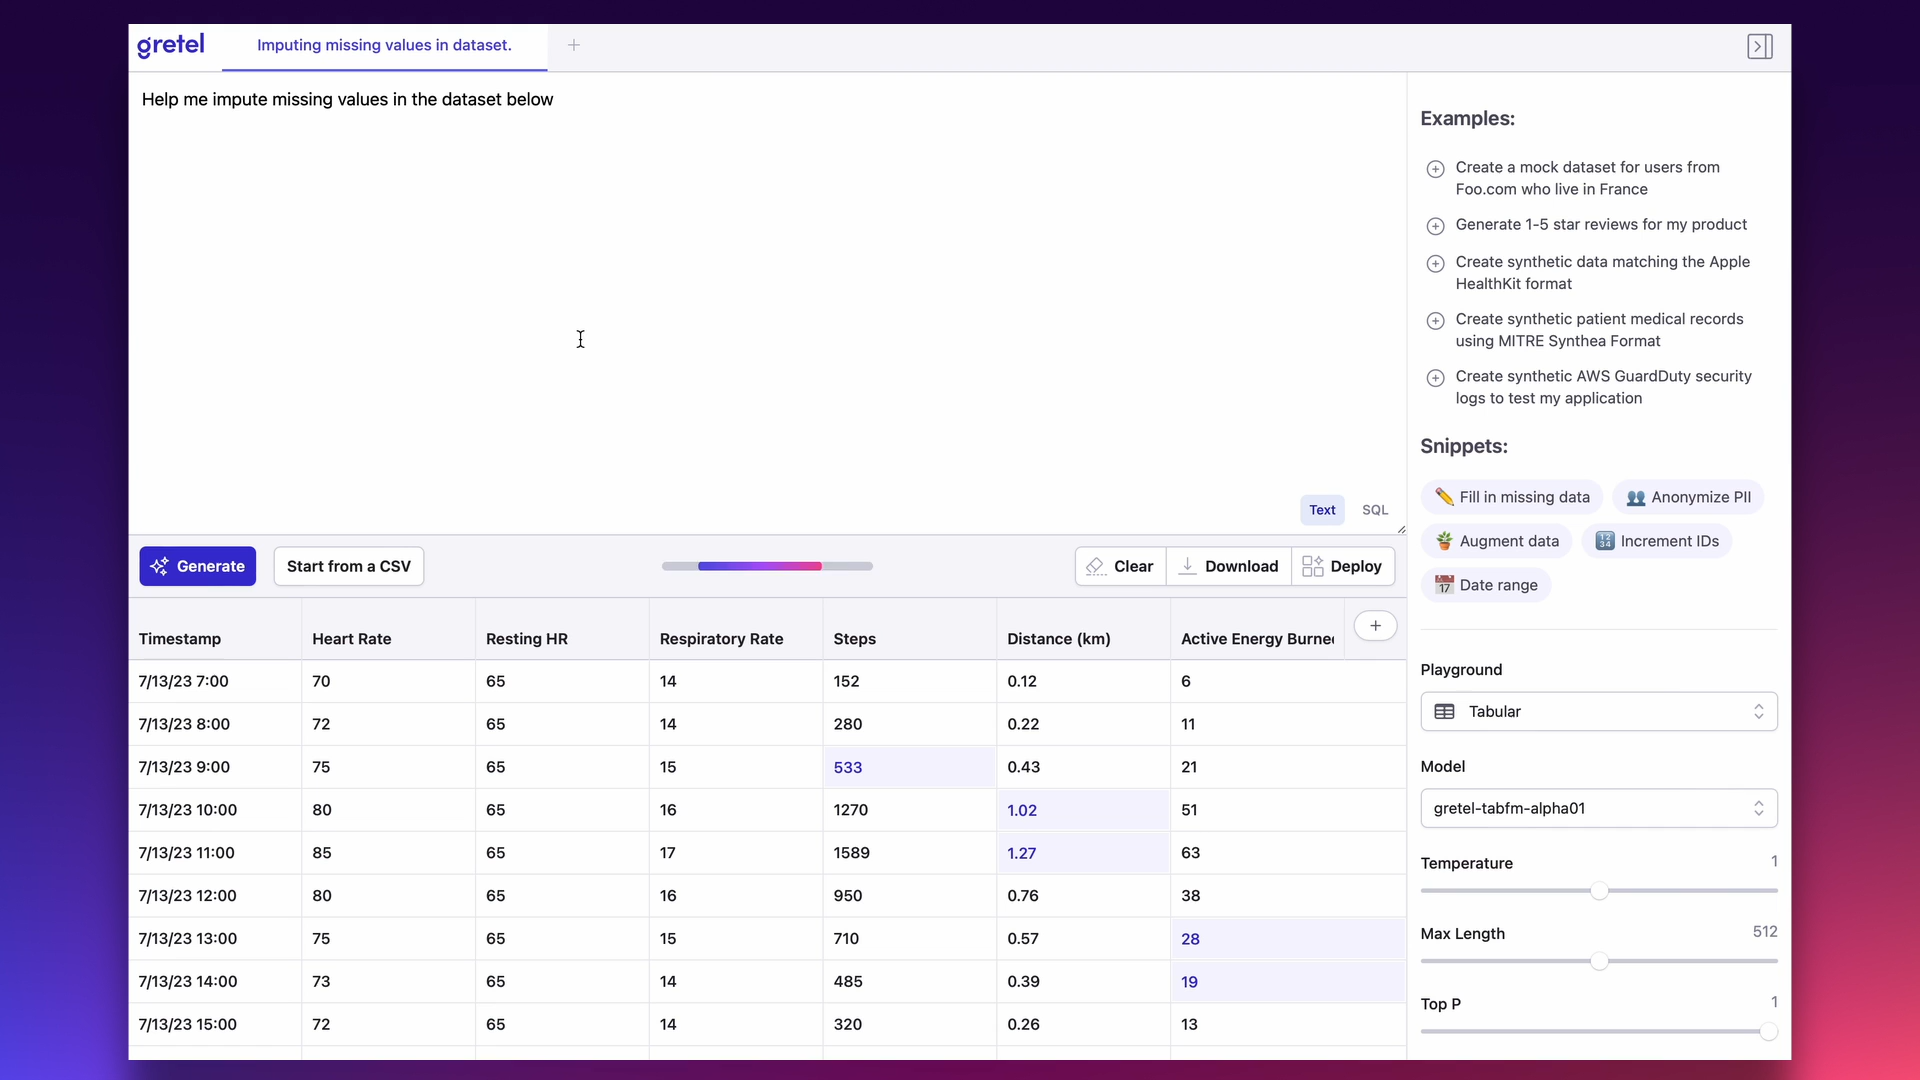 gretel
Imputing missing values in dataset.
Help me impute missing values in the dataset below
Text SQL
Generate
Start from a CSV
Clear
Download
Deploy
Timestamp Heart Rate Resting HR Respiratory Rate Steps Distance (km) Active Energy Burne
7/13/23 7:00 70 65 14 152 0.12 6
7/13/23 8:00 72 65 14 280 0.22 11
7/13/23 9:00 75 65 15 533 0.43 21
7/13/23 10:00 80 65 16 1270 1.02 51
7/13/23 11:00 85 65 17 1589 1.27 63
7/13/23 12:00 80 65 16 950 0.76 38
7/13/23 13:00 75 65 15 710 0.57 28
7/13/23 14:00 73 65 14 485 0.39 19
7/13/23 15:00 72 65 14 320 0.26 13
Examples:
Create a mock dataset for users from
Foo.com who live in France
Generate 1-5 star reviews for my product
Create synthetic data matching the Apple
HealthKit format
Create synthetic patient medical records
using MITRE Synthea Format
Create synthetic AWS GuardDuty security
logs to test my application
Snippets:
Fill in missing data
Anonymize PII
Augment data
Increment IDs
Date range
Playground
Tabular
Model
gretel-tabfm-alpha01
Temperature 1
Max Length 512
Top P 1